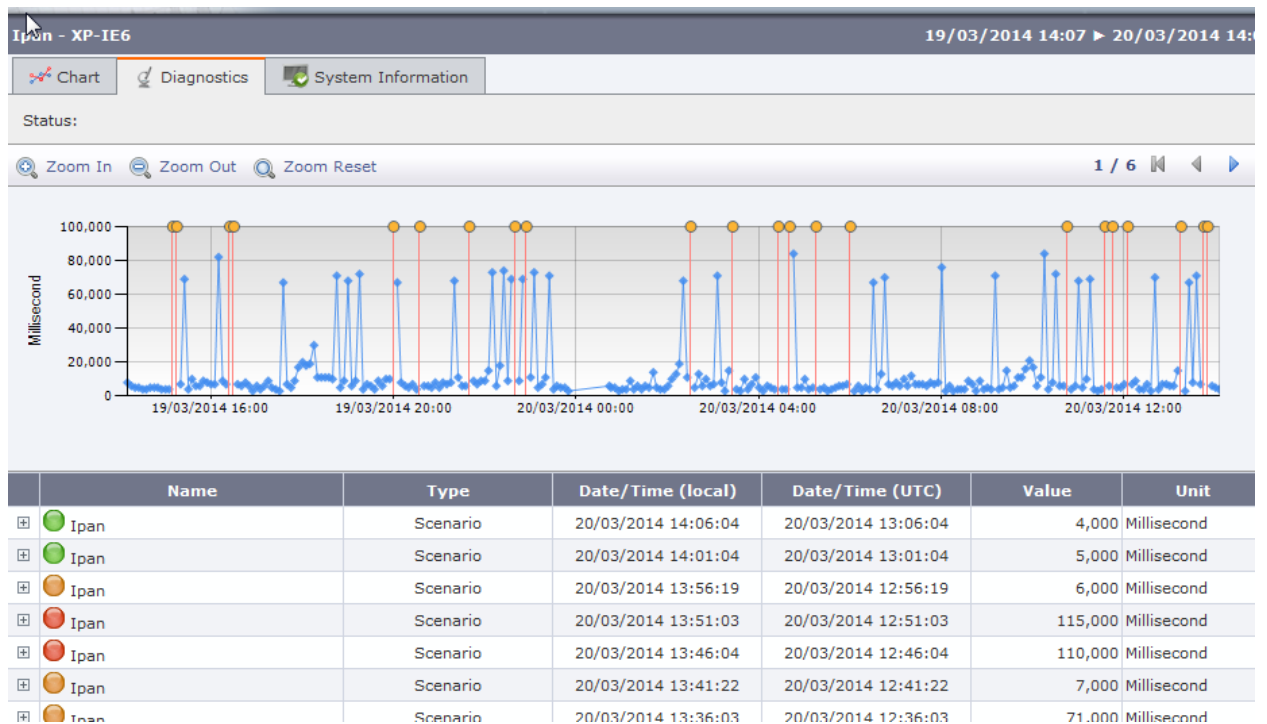 Ipan - XP-IE6 19/03/2014 14:07 ► 20/03/2014 14:0
Chart Diagnostics System Information
Status:
Zoom In Zoom Out Zoom Reset 1 / 6
100,000
80,000
60,000
40,000
20,000
0
Millisecond
19/03/2014 16:00 19/03/2014 20:00 20/03/2014 00:00 20/03/2014 04:00 20/03/2014 08:00 20/03/2014 12:00
Name Type Date/Time (local) Date/Time (UTC) Value Unit
Ipan Scenario 20/03/2014 14:06:04 20/03/2014 13:06:04 4,000 Millisecond
Ipan Scenario 20/03/2014 14:01:04 20/03/2014 13:01:04 5,000 Millisecond
Ipan Scenario 20/03/2014 13:56:19 20/03/2014 12:56:19 6,000 Millisecond
Ipan Scenario 20/03/2014 13:51:03 20/03/2014 12:51:03 115,000 Millisecond
Ipan Scenario 20/03/2014 13:46:04 20/03/2014 12:46:04 110,000 Millisecond
Ipan Scenario 20/03/2014 13:41:22 20/03/2014 12:41:22 7,000 Millisecond
Ipan Scenario 20/03/2014 13:36:03 20/03/2014 12:36:03 71,000 Millisecond